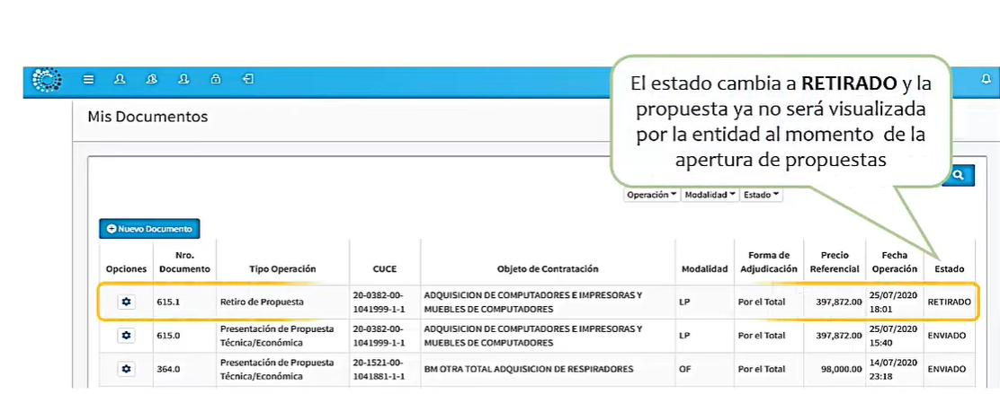 El estado cambia a RETIRADO y la
propuesta ya no será visualizada
por la entidad al momento de la
apertura de propuestas
Mis Documentos
Operación Modalidad Estado
Nuevo Documento
Opciones Nro. Documento Tipo Operación CUCE Objeto de Contratación Modalidad Forma de Adjudicación Precio Referencial Fecha Operación Estado
615.1 Retiro de Propuesta 20-0382-00-1041999-1-1 ADQUISICION DE COMPUTADORES E IMPRESORAS Y MUEBLES DE COMPUTADORES LP Por el Total 397,872.00 25/07/2020 18:01 RETIRADO
615.0 Presentación de Propuesta Técnica/Económica 20-0382-00-1041999-1-1 ADQUISICION DE COMPUTADORES E IMPRESORAS Y MUEBLES DE COMPUTADORES LP Por el Total 397,872.00 25/07/2020 15:40 ENVIADO
364.0 Presentación de Propuesta Técnica/Económica 20-1521-00-1041881-1-1 BM OTRA TOTAL ADQUISICION DE RESPIRADORES OF Por el Total 98,000.00 14/07/2020 23:18 ENVIADO